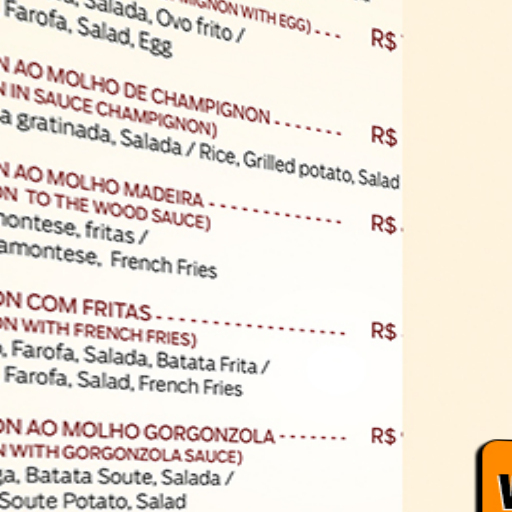 MIGNON WITH EGG) - - - R$
Salada, Ovo frito /
Farofa, Salad, Egg
N AO MOLHO DE CHAMPIGNON - - - - - - - R$
N IN SAUCE CHAMPIGNON)
a gratinada, Salada / Rice, Grilled potato, Salad
N AO MOLHO MADEIRA - - - - - - - - - - - - - R$
ON TO THE WOOD SAUCE)
montese, fritas /
amontese, French Fries
ON COM FRITAS - - - - - - - - - - - - - - - - - - R$
ON WITH FRENCH FRIES)
, Farofa, Salada, Batata Frita /
Farofa, Salad, French Fries
ON AO MOLHO GORGONZOLA - - - - - - - R$
N WITH GORGONZOLA SAUCE)
ga, Batata Soute, Salada /
Soute Potato, Salad